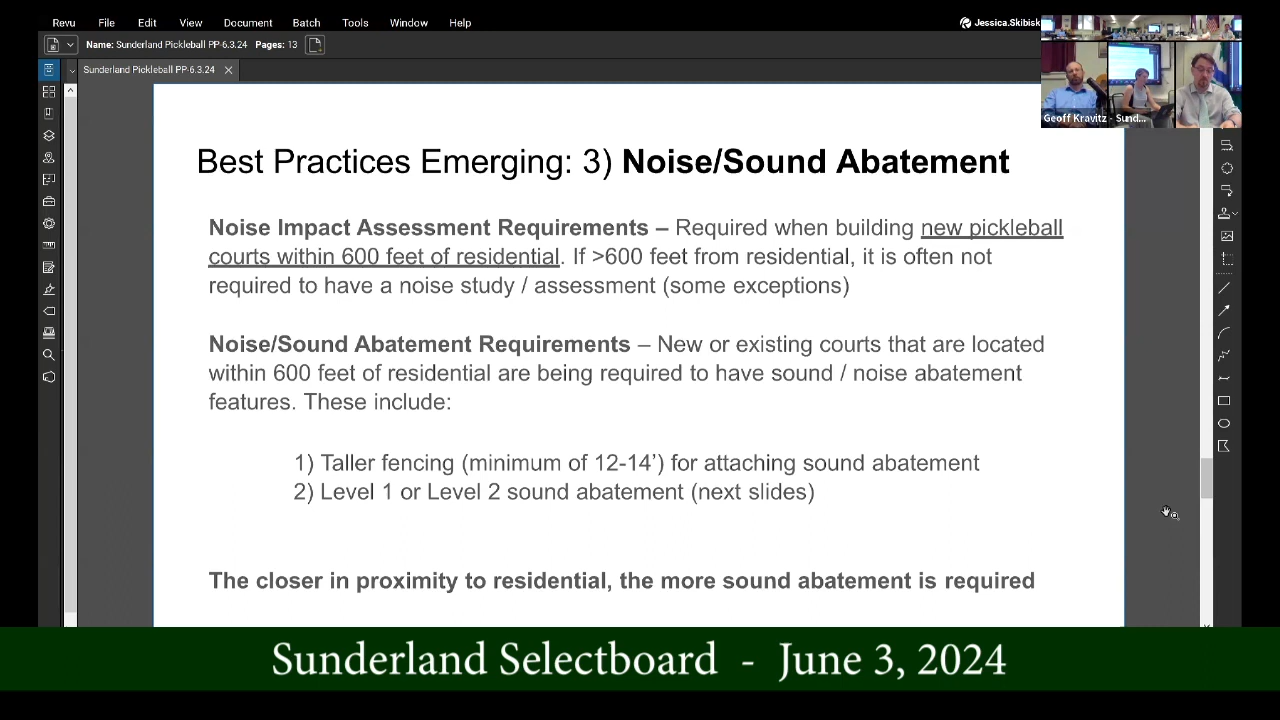 Revu File Edit View Document Batch Tools Window Help Jessica.Skibisk
Name: Sunderland Pickleball PP-6.3.24 Pages: 13
Sunderland Pickleball PP-6.3.24
Geoff Kravitz - Sund...
Best Practices Emerging: 3) Noise/Sound Abatement
Noise Impact Assessment Requirements – Required when building new pickleball
courts within 600 feet of residential. If >600 feet from residential, it is often not
required to have a noise study / assessment (some exceptions)
Noise/Sound Abatement Requirements – New or existing courts that are located
within 600 feet of residential are being required to have sound / noise abatement
features. These include:
1) Taller fencing (minimum of 12-14’) for attaching sound abatement
2) Level 1 or Level 2 sound abatement (next slides)
The closer in proximity to residential, the more sound abatement is required
Sunderland Selectboard - June 3, 2024